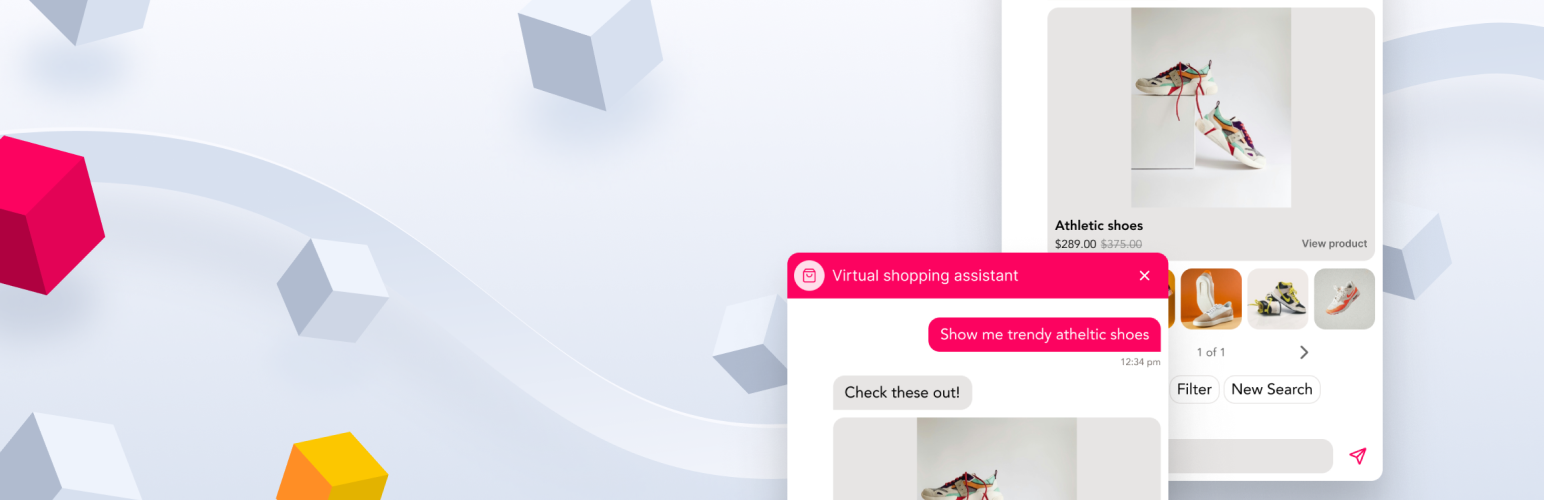 Athletic shoes
$289.00 $375.00
View product
Virtual shopping assistant
Show me trendy atheltic shoes
12:34 pm
Check these out!
1 of 1
Filter
New Search